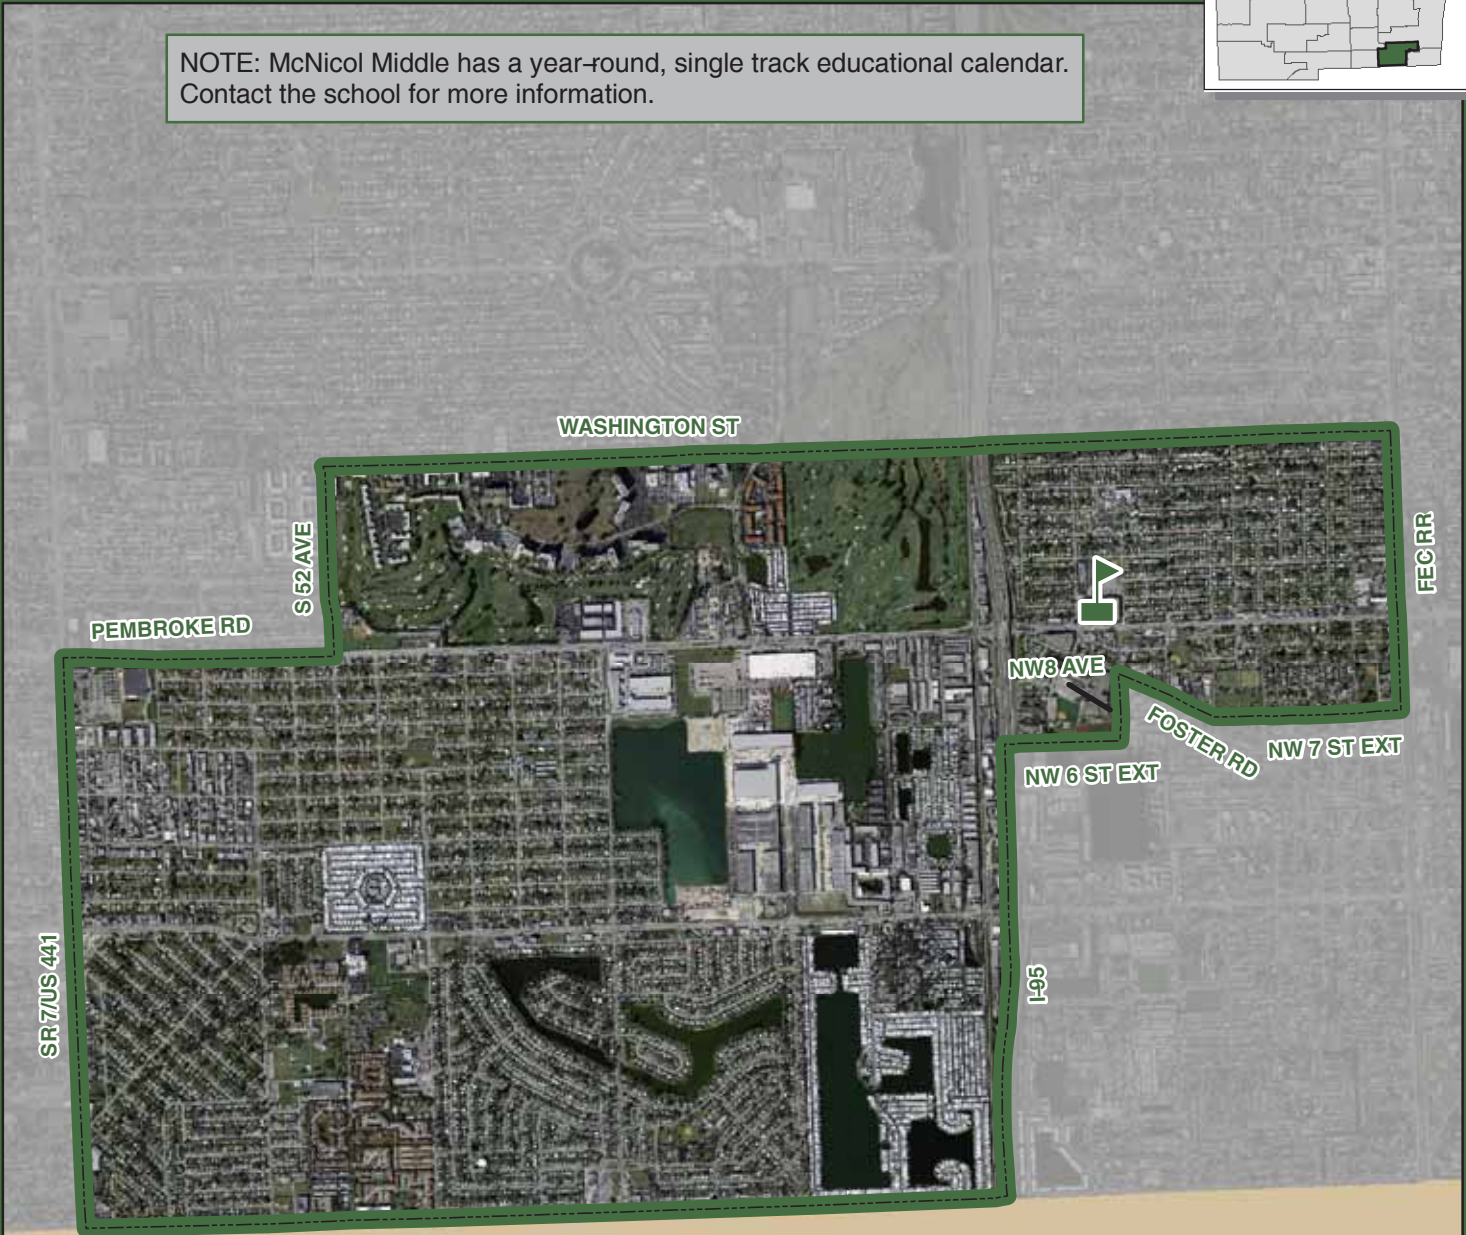 NOTE: McNicol Middle has a year-round, single track educational calendar.
Contact the school for more information.
WASHINGTON ST
S 52 AVE
FEC RR
PEMBROKE RD
NW8 AVE
FOSTER RD
NW 7 ST EXT
NW 6 ST EXT
SR 7/US 441
I-95